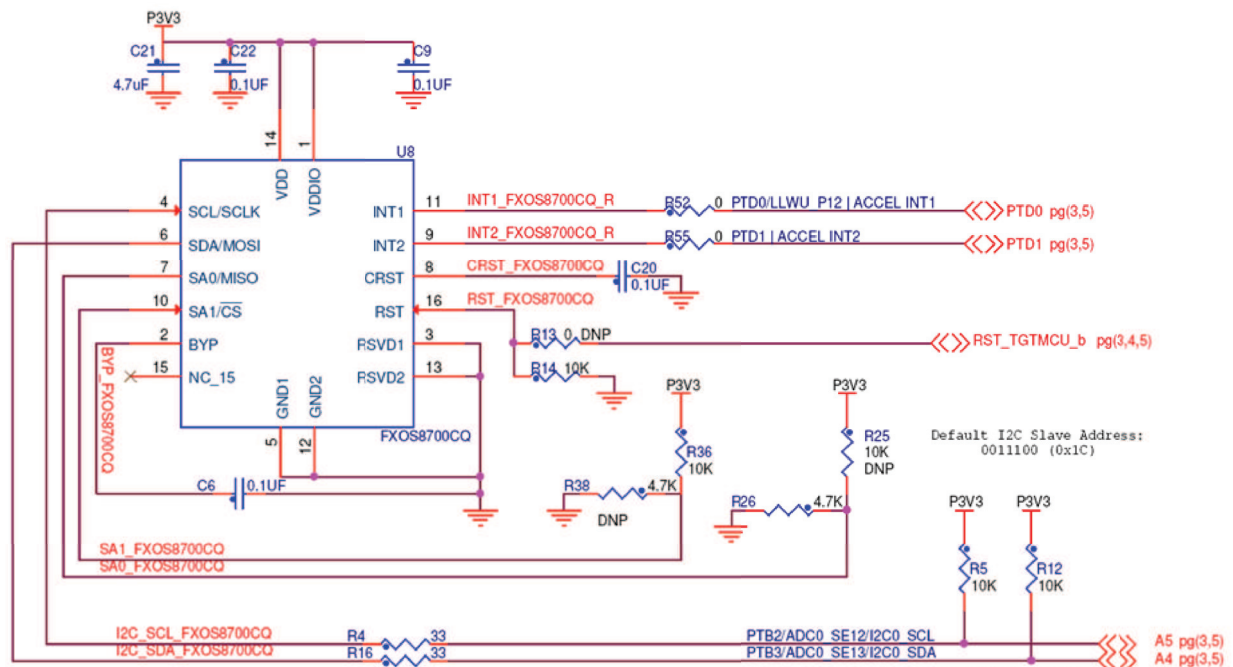 P3V3
C21
C22
C9
4.7uF
0.1UF
0.1UF
14
1
U8
VDD
VDDIO
4
SCL/SCLK
INT1
11
INT1_FXOS8700CQ_R
R52
0
PTD0/LLWU_P12 | ACCEL INT1
PTD0 pg(3,5)
6
SDA/MOSI
INT2
9
INT2_FXOS8700CQ_R
R55
0
PTD1 | ACCEL INT2
PTD1 pg(3,5)
7
SA0/MISO
CRST
8
CRST_FXOS8700CQ
C20
0.1UF
10
SA1/CS
RST
16
RST_FXOS8700CQ
2
BYP
RSVD1
3
R13
0
DNP
RST_TGTMCU_b pg(3,4,5)
15
NC_15
RSVD2
13
R14
10K
BYP_FXOS8700CQ
GND1
GND2
5
12
FXOS8700CQ
P3V3
P3V3
R36
10K
R25
10K
DNP
Default I2C Slave Address:
0011100 (0x1C)
C6
0.1UF
R38
4.7K
DNP
R26
4.7K
P3V3
P3V3
SA1_FXOS8700CQ
SA0_FXOS8700CQ
R5
10K
R12
10K
I2C_SCL_FXOS8700CQ
R4
33
PTB2/ADC0_SE12/I2C0_SCL
A5 pg(3,5)
I2C_SDA_FXOS8700CQ
R16
33
PTB3/ADC0_SE13/I2C0_SDA
A4 pg(3,5)